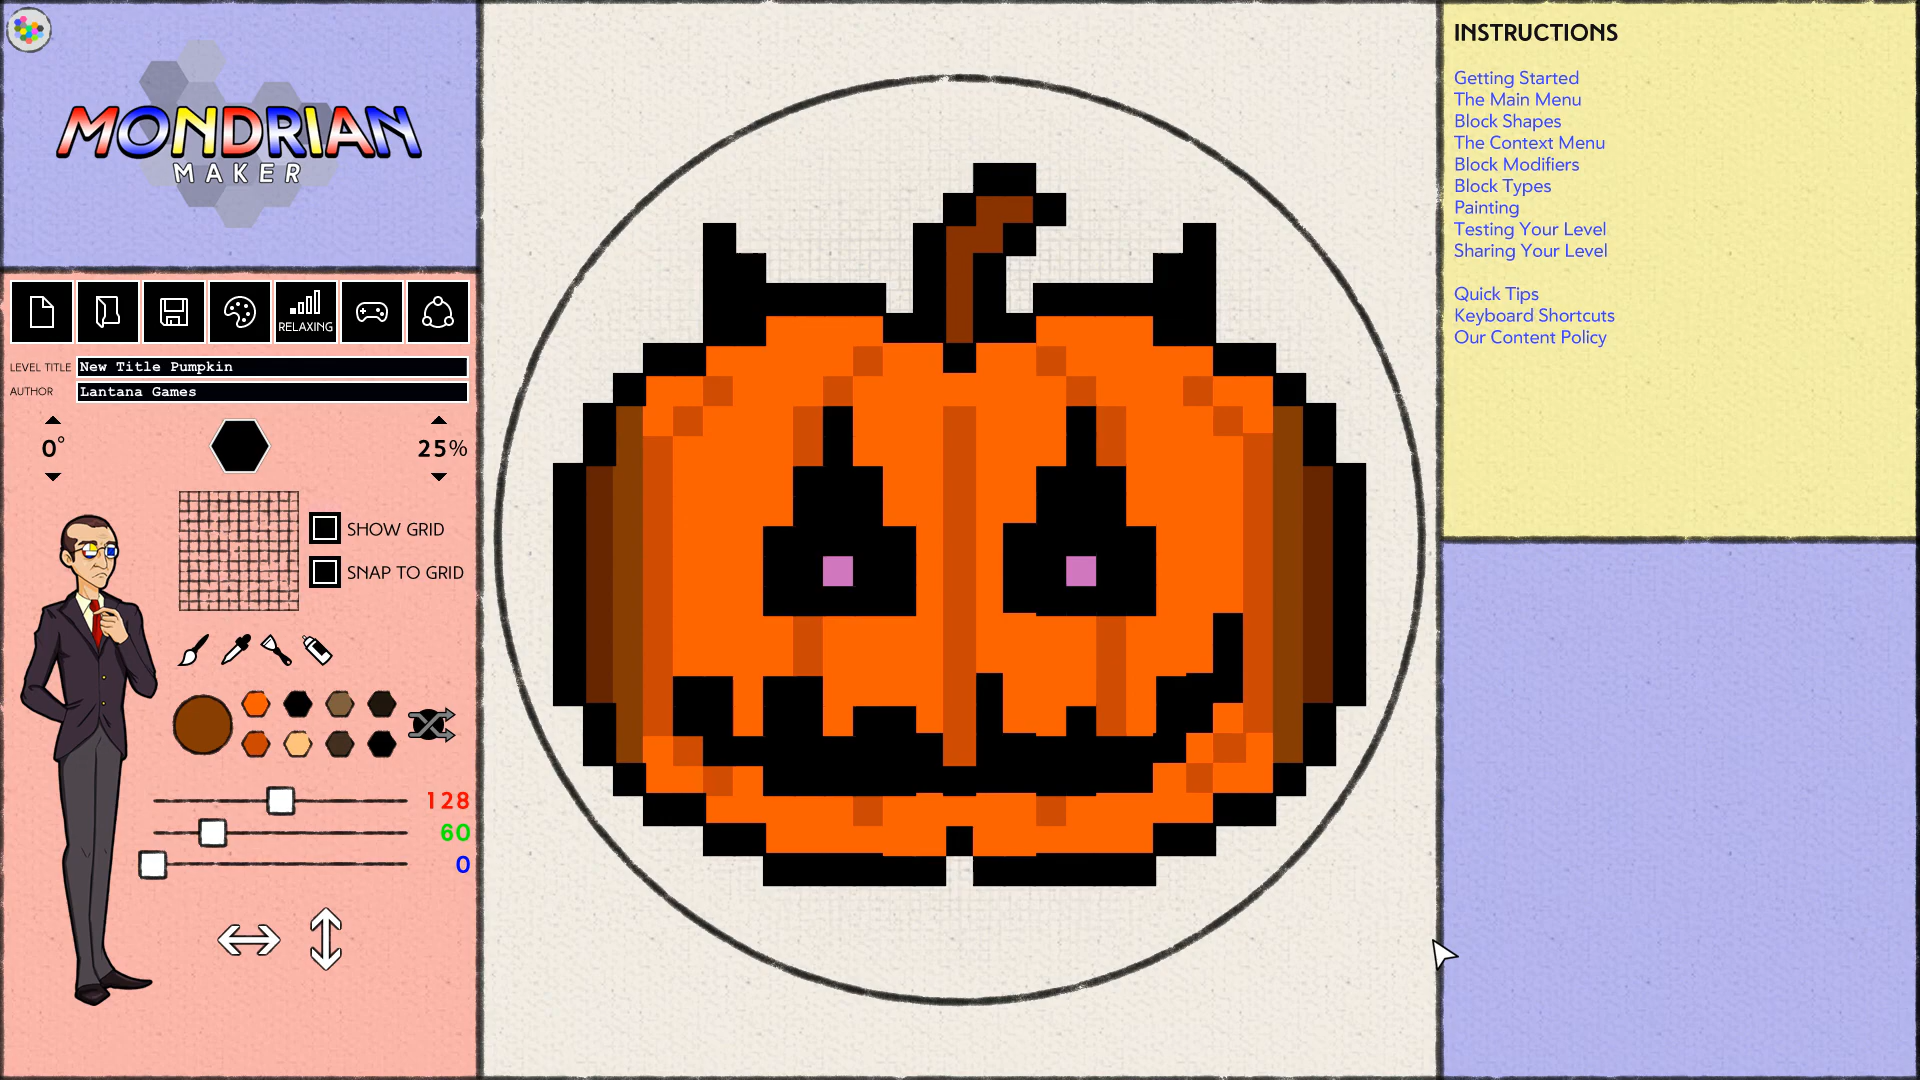 MONDRIAN
MAKER
RELAXING
LEVEL TITLE New Title Pumpkin
AUTHOR Lantana Games
0° 25%
SHOW GRID
SNAP TO GRID
128
60
0
INSTRUCTIONS
Getting Started
The Main Menu
Block Shapes
The Context Menu
Block Modifiers
Block Types
Painting
Testing Your Level
Sharing Your Level
Quick Tips
Keyboard Shortcuts
Our Content Policy